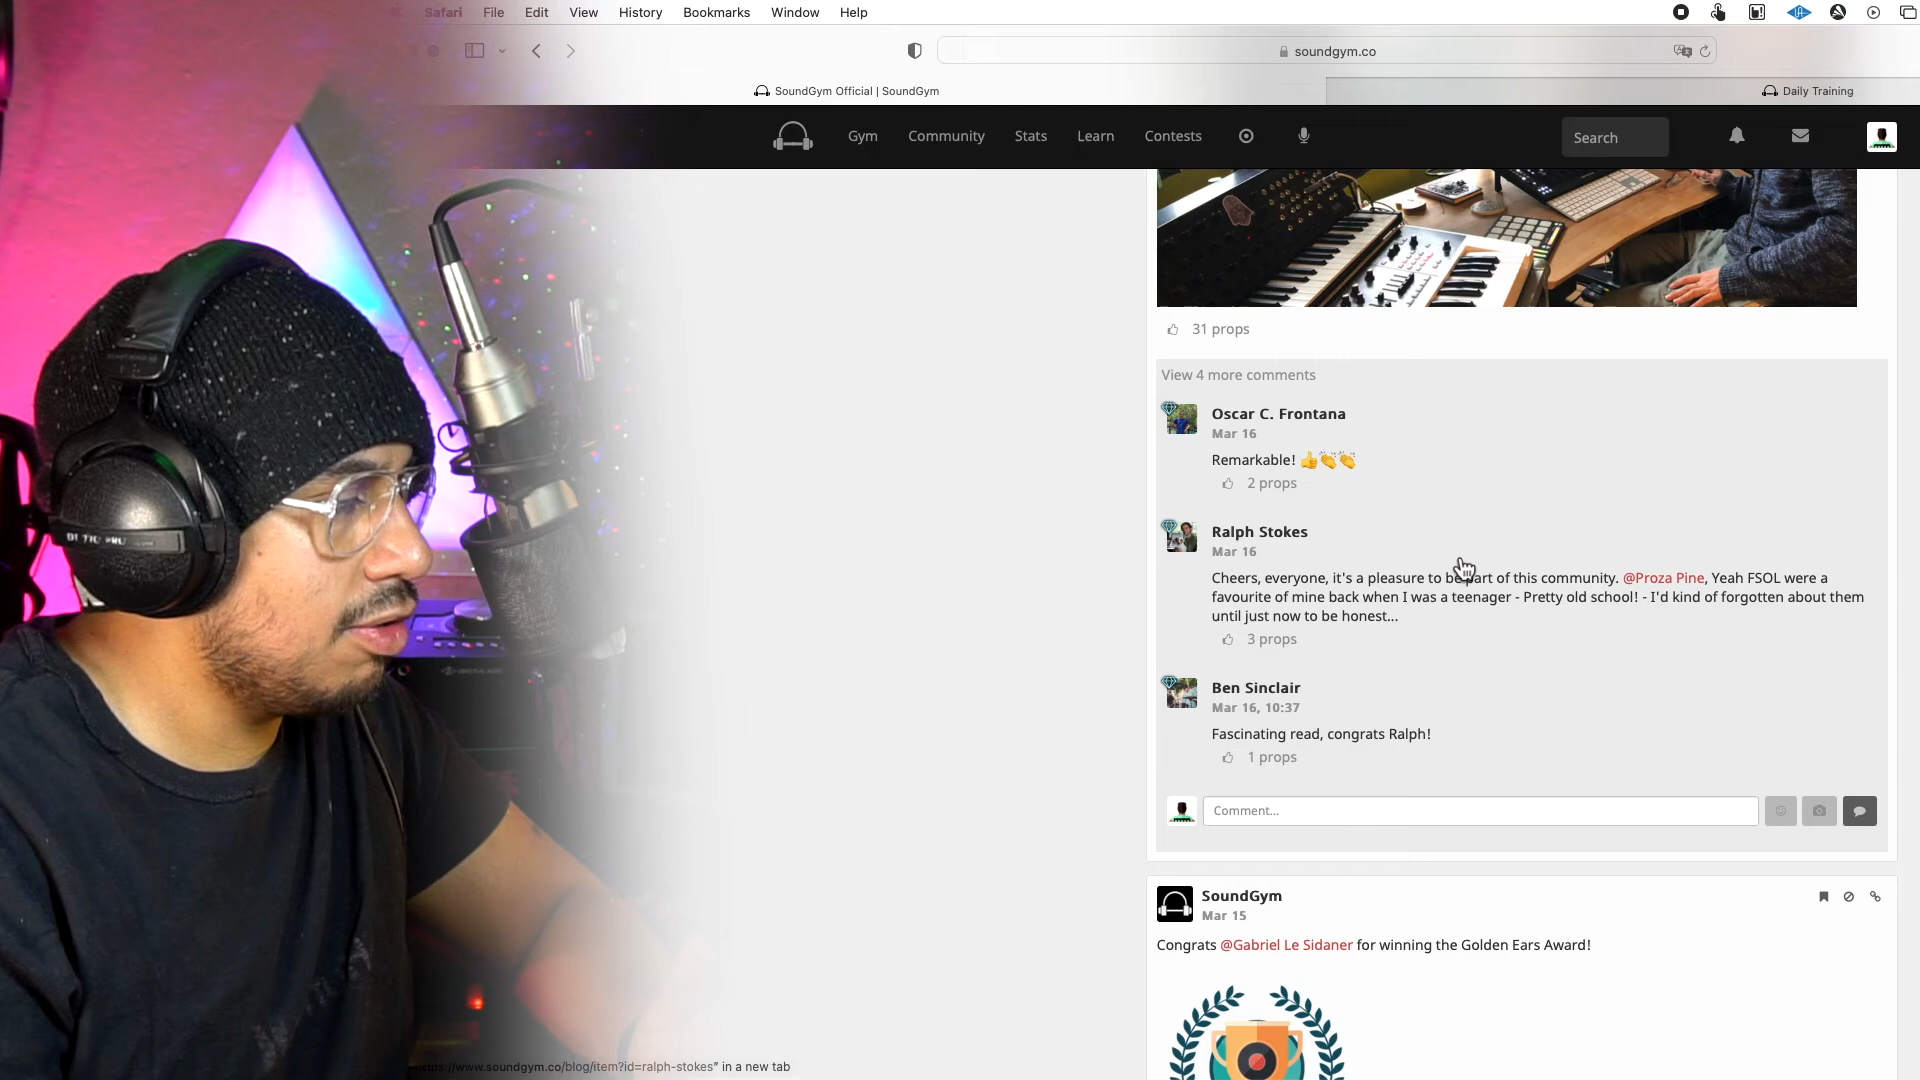 Safari File Edit View History Bookmarks Window Help
soundgym.co
SoundGym Official | SoundGym
Daily Training
Gym Community Stats Learn Contests
Search
31 props
View 4 more comments
Oscar C. Frontana
Mar 16
Remarkable! 👍👏👏
2 props
Ralph Stokes
Mar 16
Cheers, everyone, it's a pleasure to be part of this community. @Proza Pine, Yeah FSOL were a
favourite of mine back when I was a teenager - Pretty old school! - I'd kind of forgotten about them
until just now to be honest...
3 props
Ben Sinclair
Mar 16, 10:37
Fascinating read, congrats Ralph!
1 props
Comment...
SoundGym
Mar 15
Congrats @Gabriel Le Sidaner for winning the Golden Ears Award!
https://www.soundgym.co/blog/item?id=ralph-stokes" in a new tab